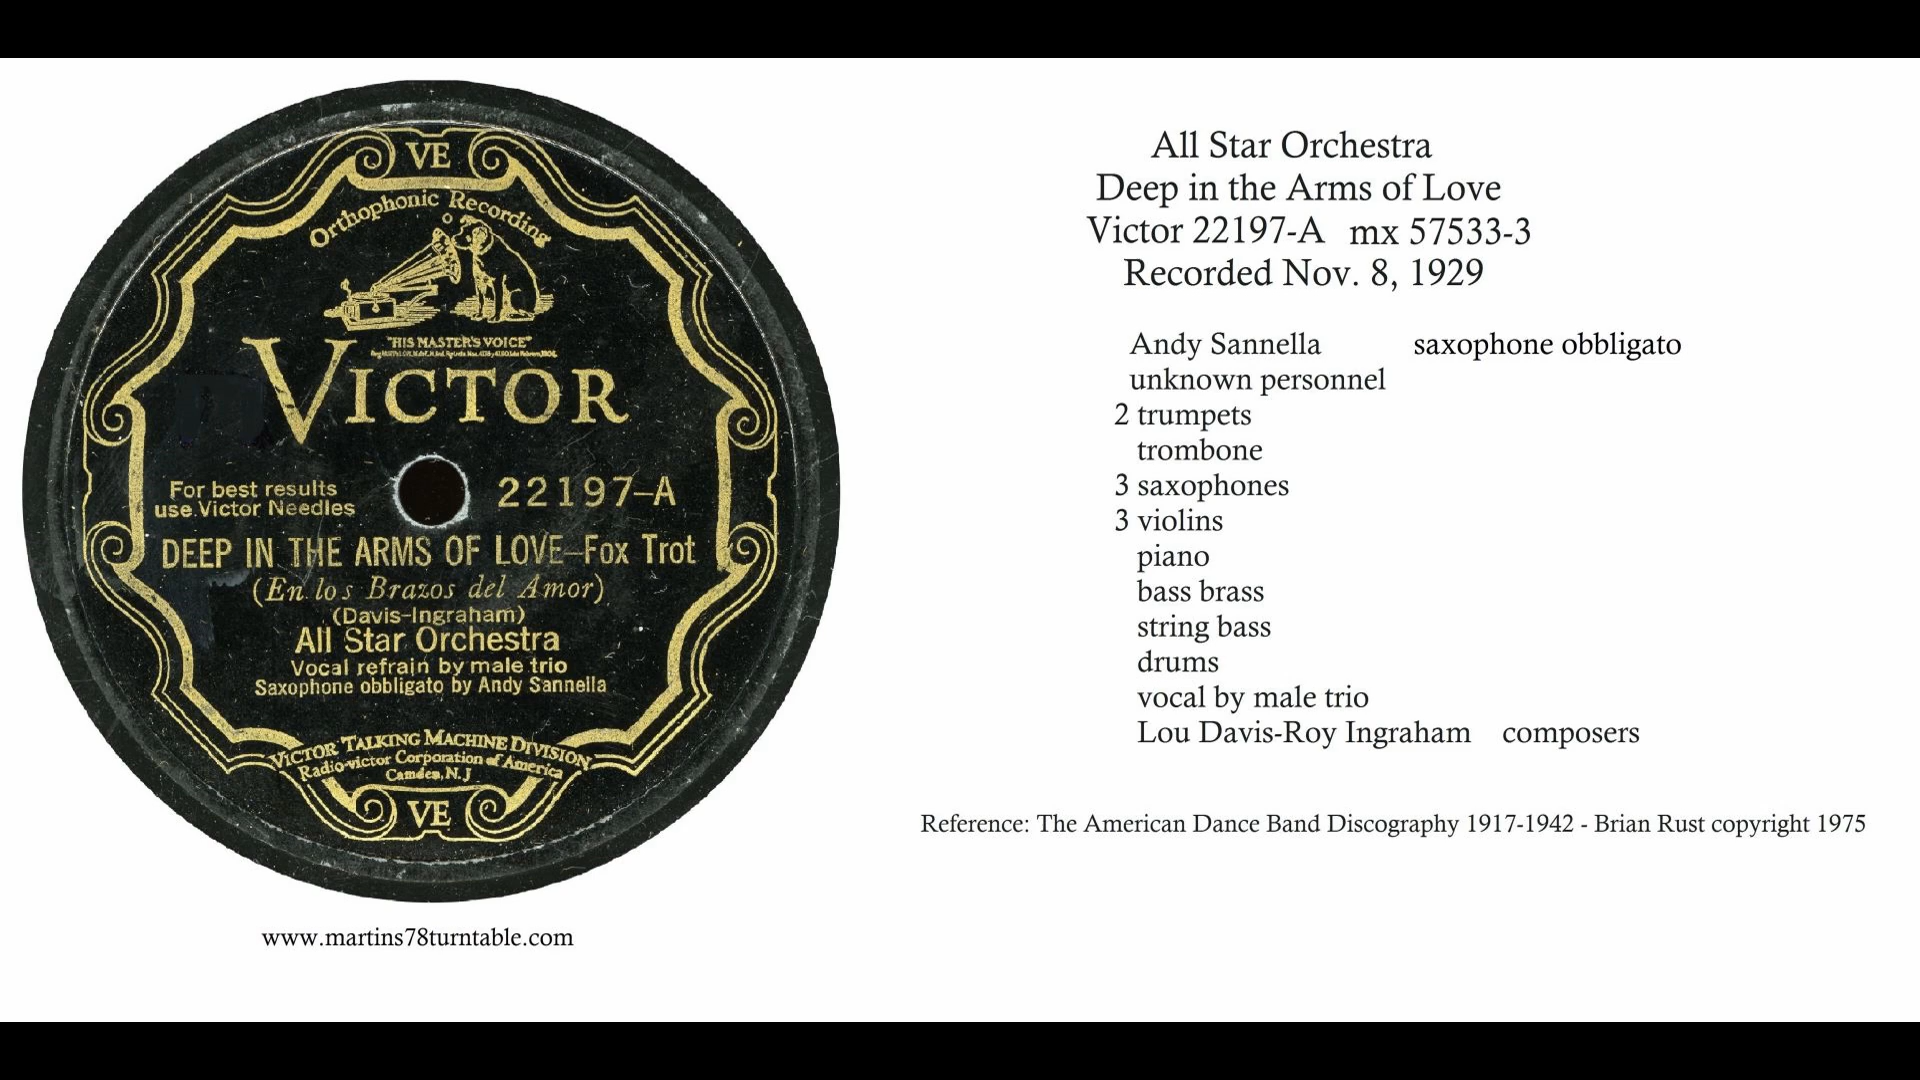 VE
Orthophonic Recording
"HIS MASTER'S VOICE"
VICTOR
For best results
use Victor Needles
22197-A
DEEP IN THE ARMS OF LOVE-Fox Trot
(En los Brazos del Amor)
(Davis-Ingraham)
All Star Orchestra
Vocal refrain by male trio
Saxophone obbligato by Andy Sannella
VICTOR TALKING MACHINE DIVISION
Radio-victor Corporation of America
Camden, N.J
VE
www.martins78turntable.com
All Star Orchestra
Deep in the Arms of Love
Victor 22197-A mx 57533-3
Recorded Nov. 8, 1929
Andy Sannella saxophone obbligato
unknown personnel
2 trumpets
trombone
3 saxophones
3 violins
piano
bass brass
string bass
drums
vocal by male trio
Lou Davis-Roy Ingraham composers
Reference: The American Dance Band Discography 1917-1942 - Brian Rust copyright 1975